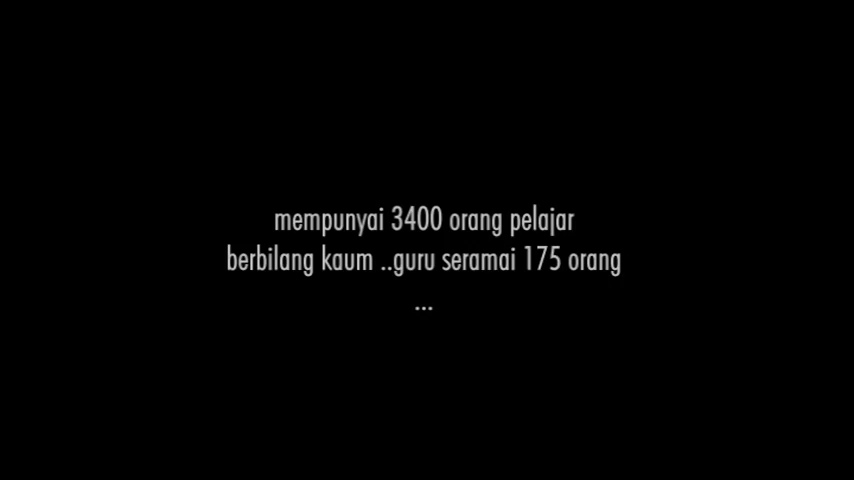 mempunyai 3400 orang pelajar
berbilang kaum ..guru seramai 175 orang
...